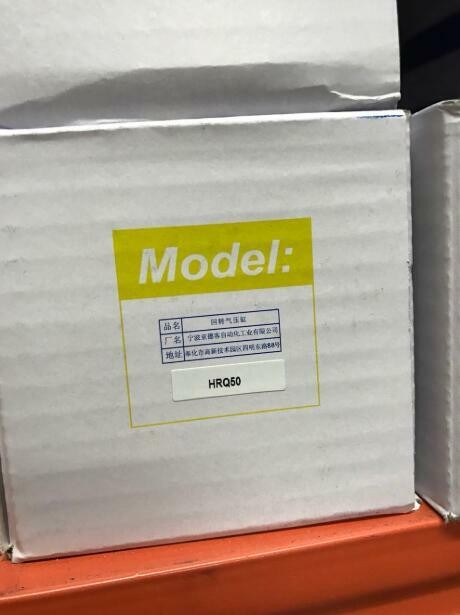 Model:
品名 回转气压缸
厂名 宁波亚德客自动化工业有限公司
地址 奉化市高新技术园区四明东路88号
HRQ50